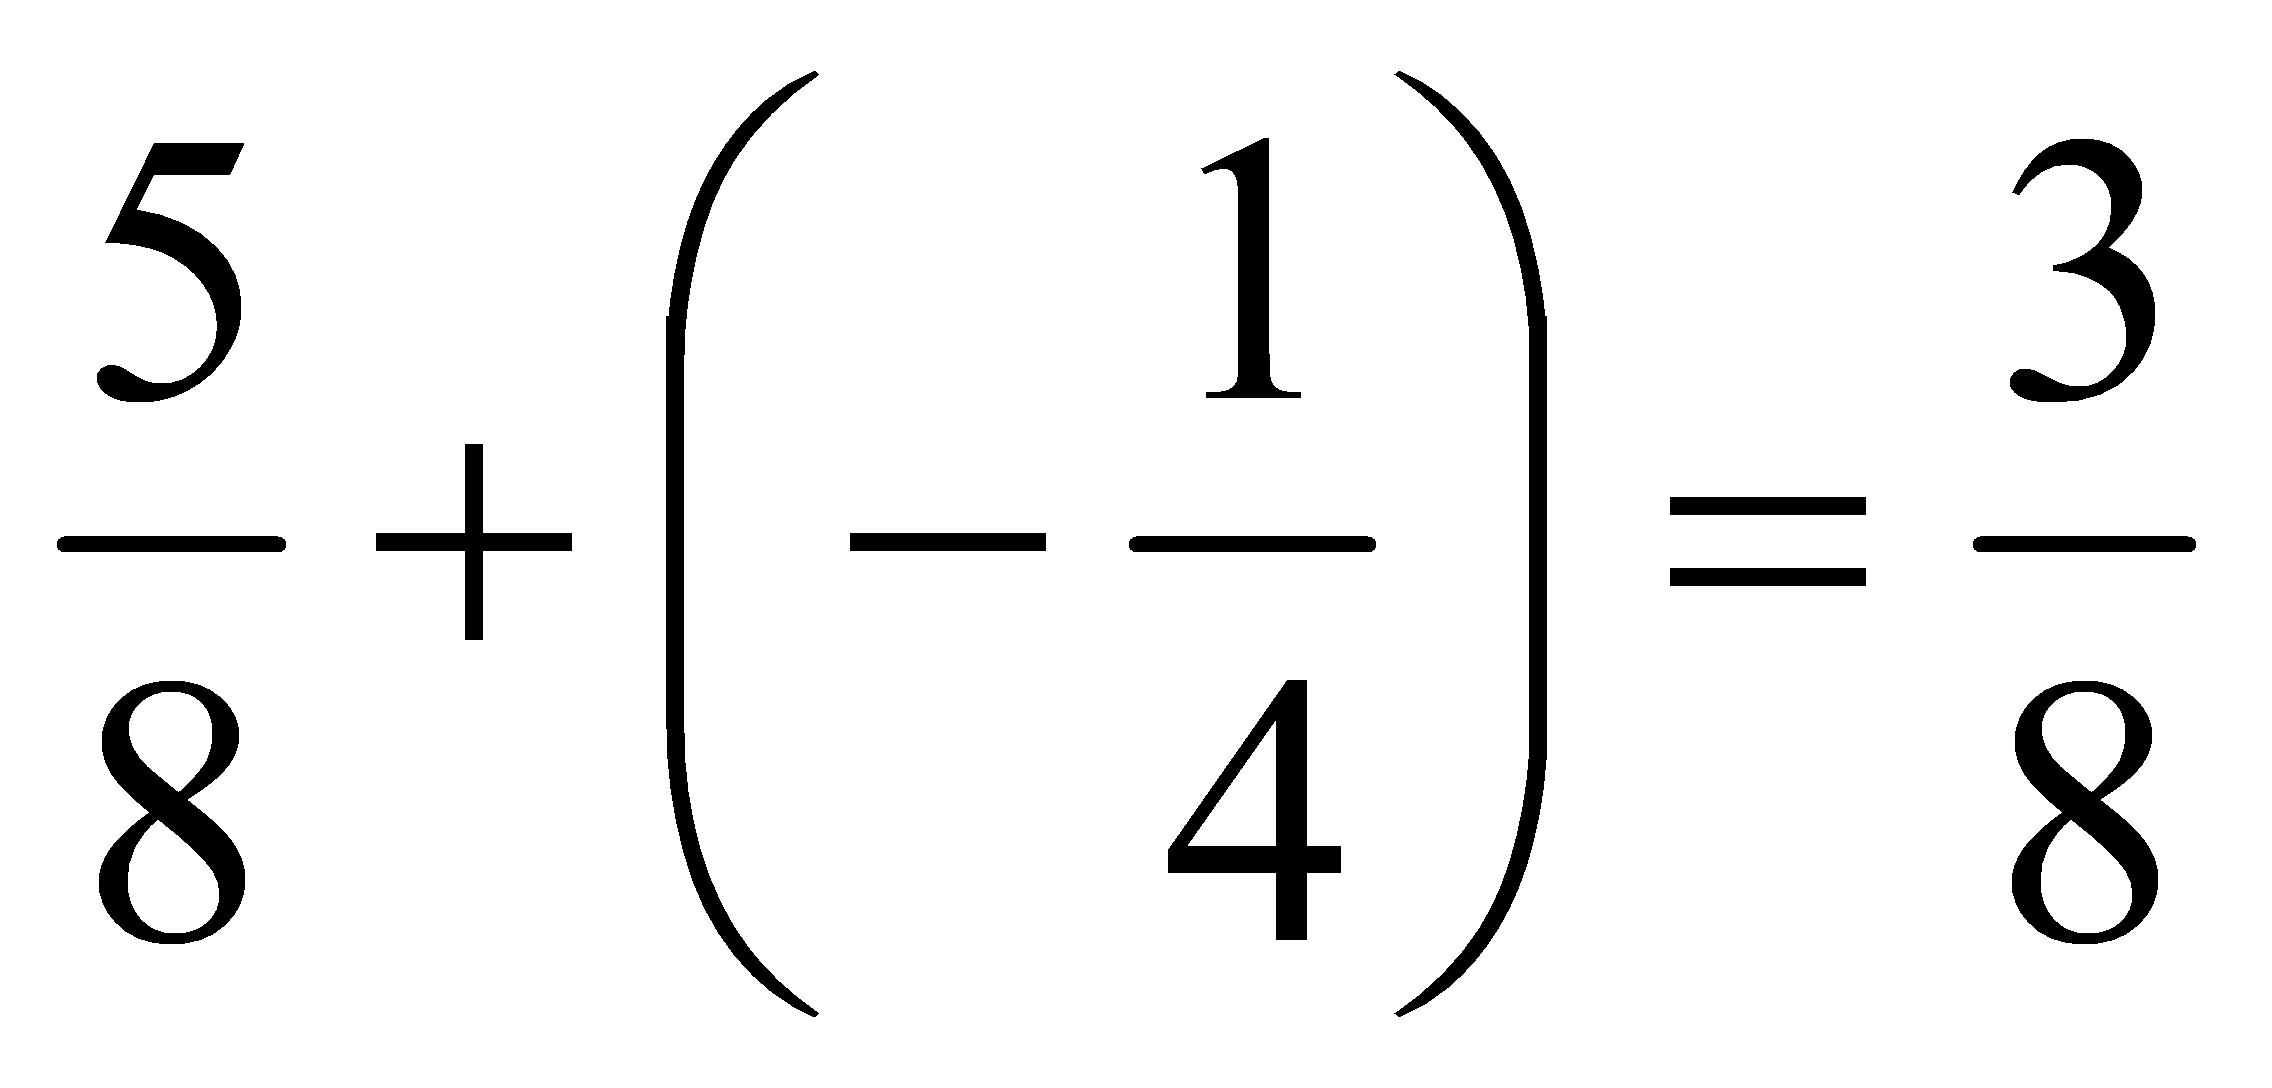 5/8 + (− 1/4) = 3/8